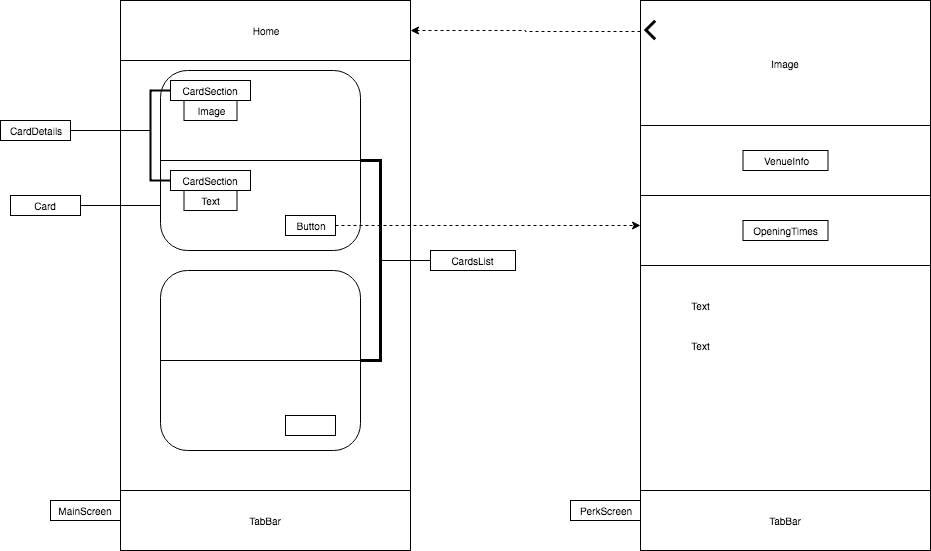 Home
Image
CardSection
Image
CardDetails
VenueInfo
CardSection
Text
Card
Button
OpeningTimes
CardsList
Text
Text
MainScreen
TabBar
PerkScreen
TabBar